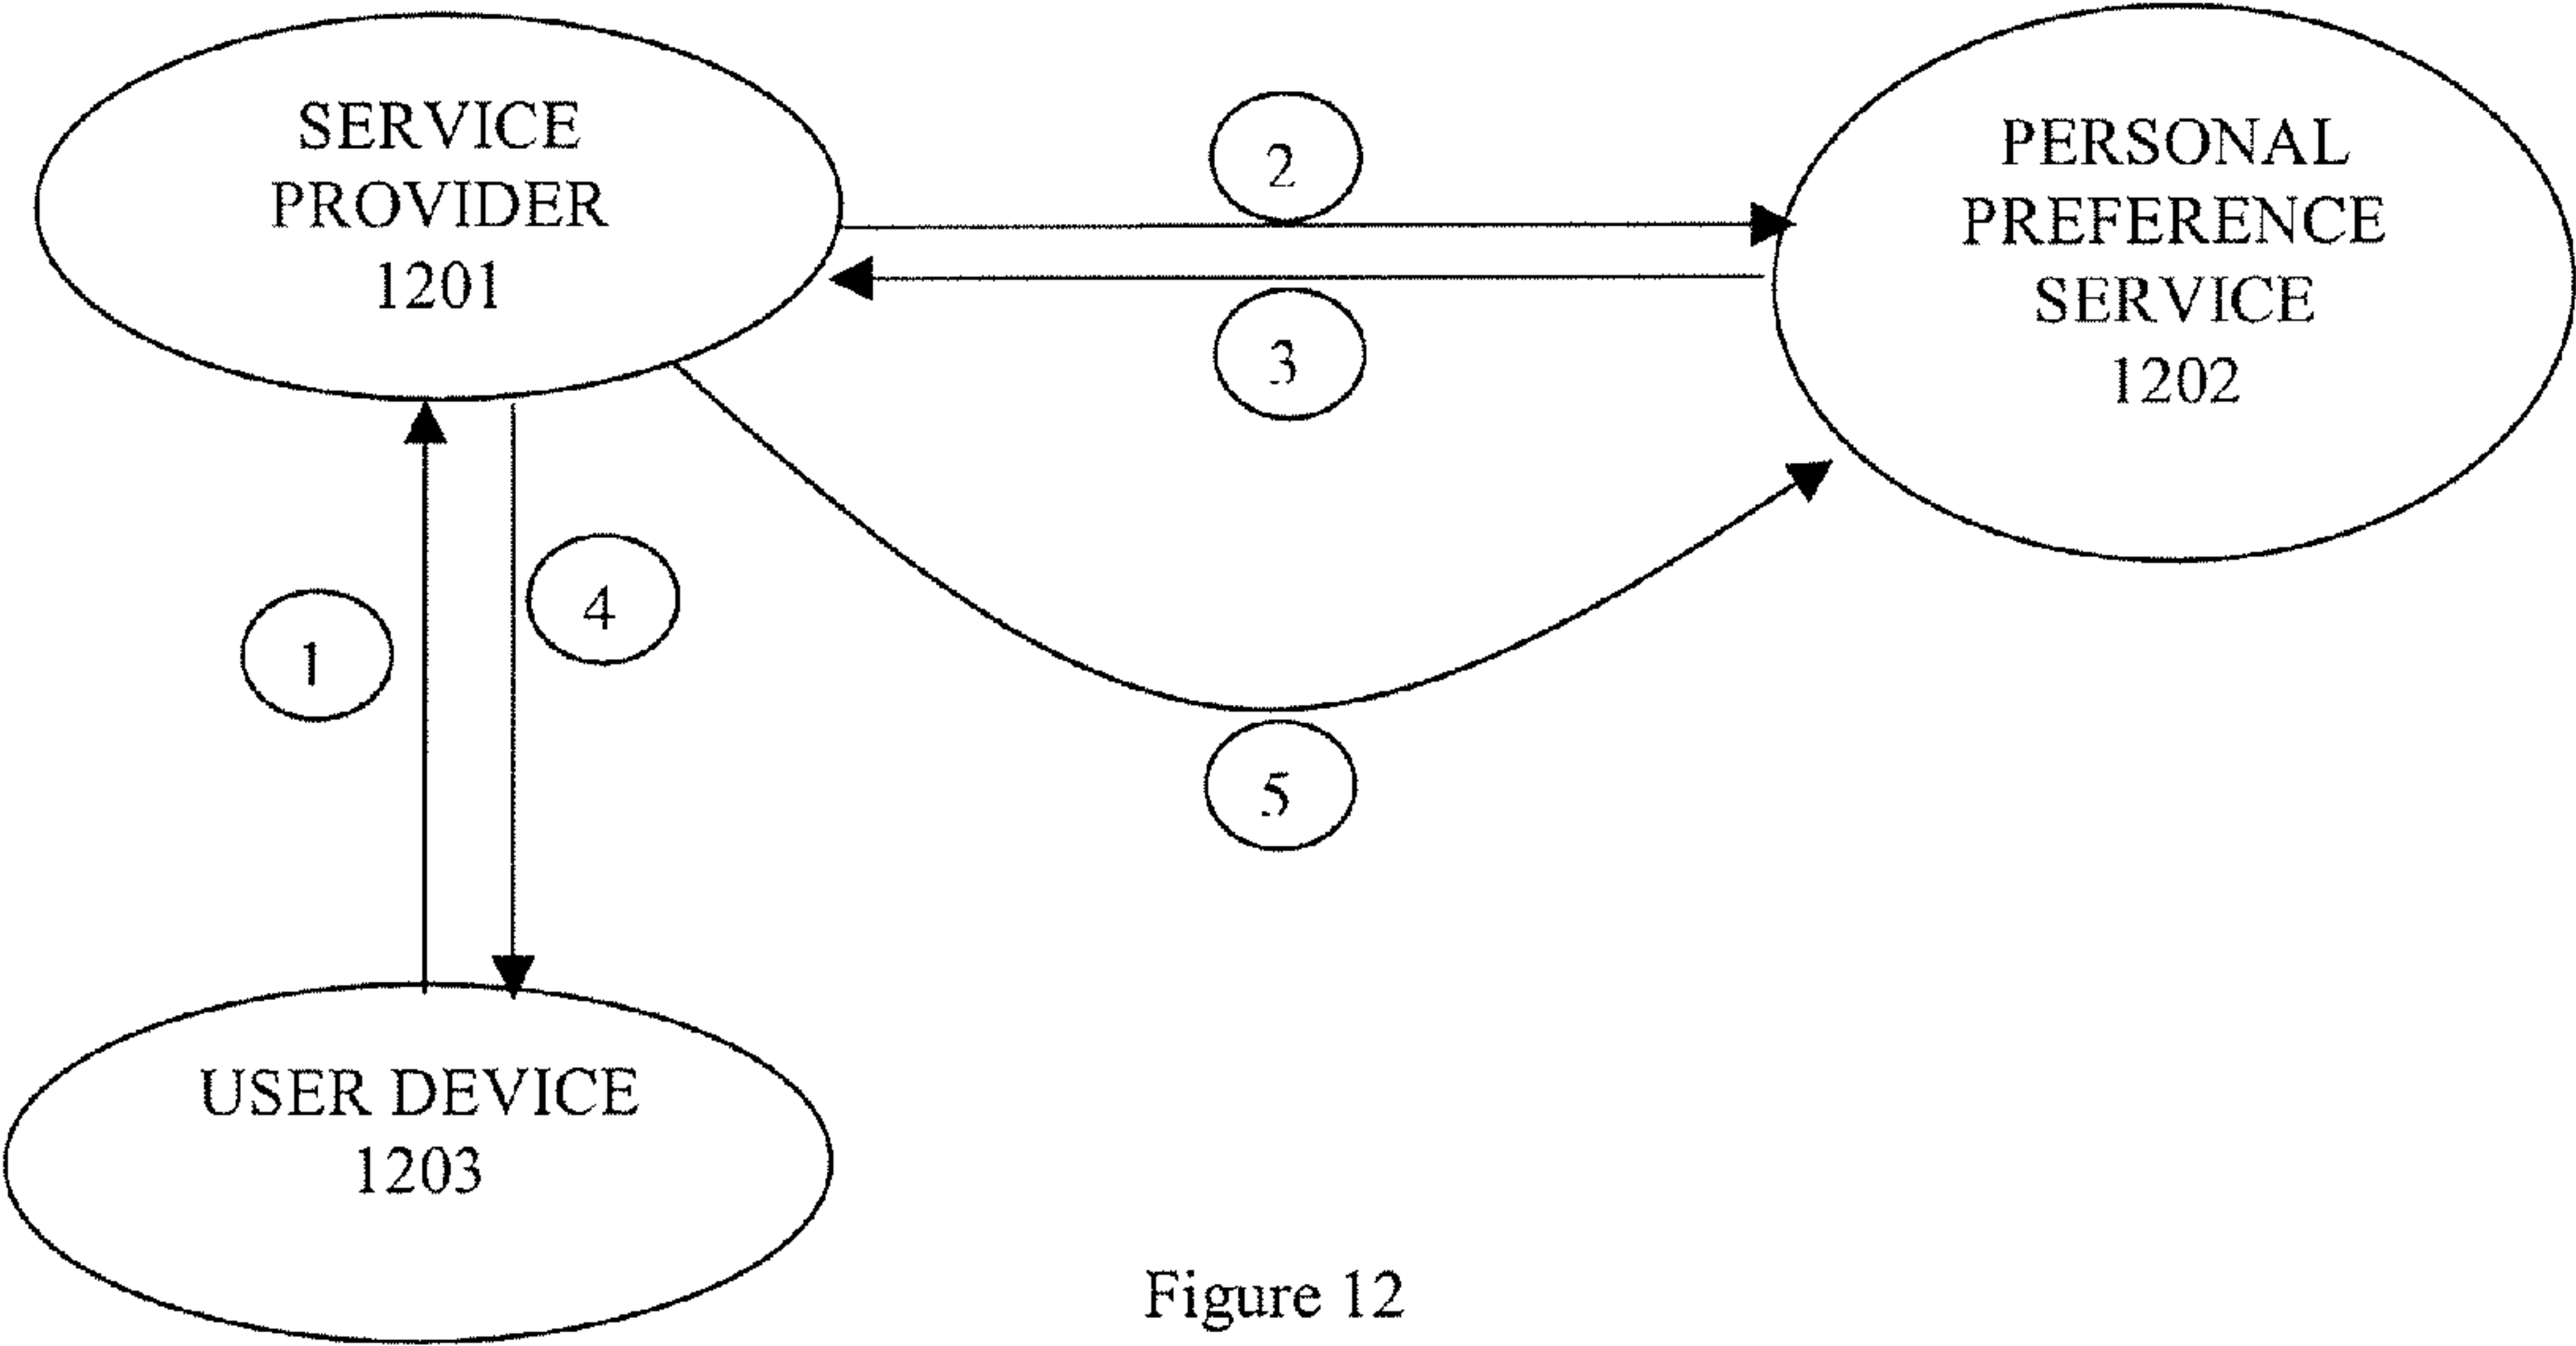 SERVICE
PROVIDER
1201
2
3
PERSONAL
PREFERENCE
SERVICE
1202
1
4
5
USER DEVICE
1203
Figure 12